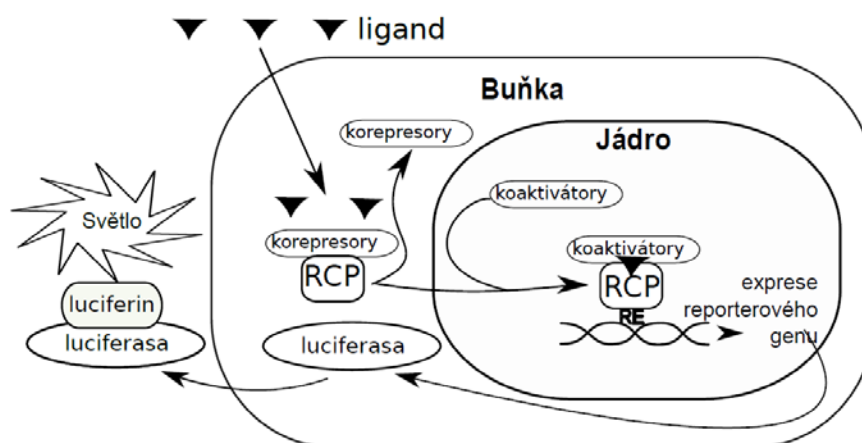 ligand
Buňka
korepresory
Jádro
koaktivátory
Světlo
korepresory
RCP
koaktivátory
RCP
RE
exprese
reporterového
genu
luciferin
luciferasa
luciferasa